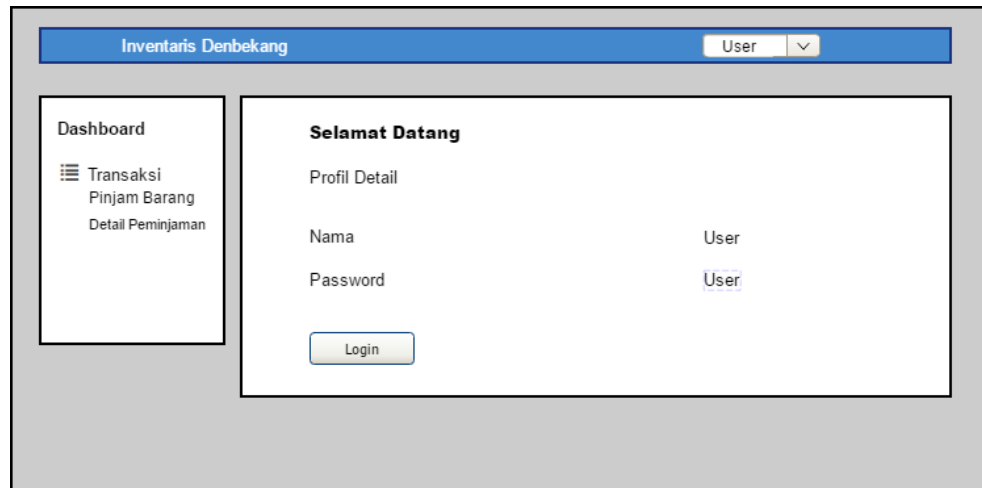 Inventaris Denbekang
User
Dashboard
Transaksi
Pinjam Barang
Detail Peminjaman
Selamat Datang
Profil Detail
Nama User
Password User
Login